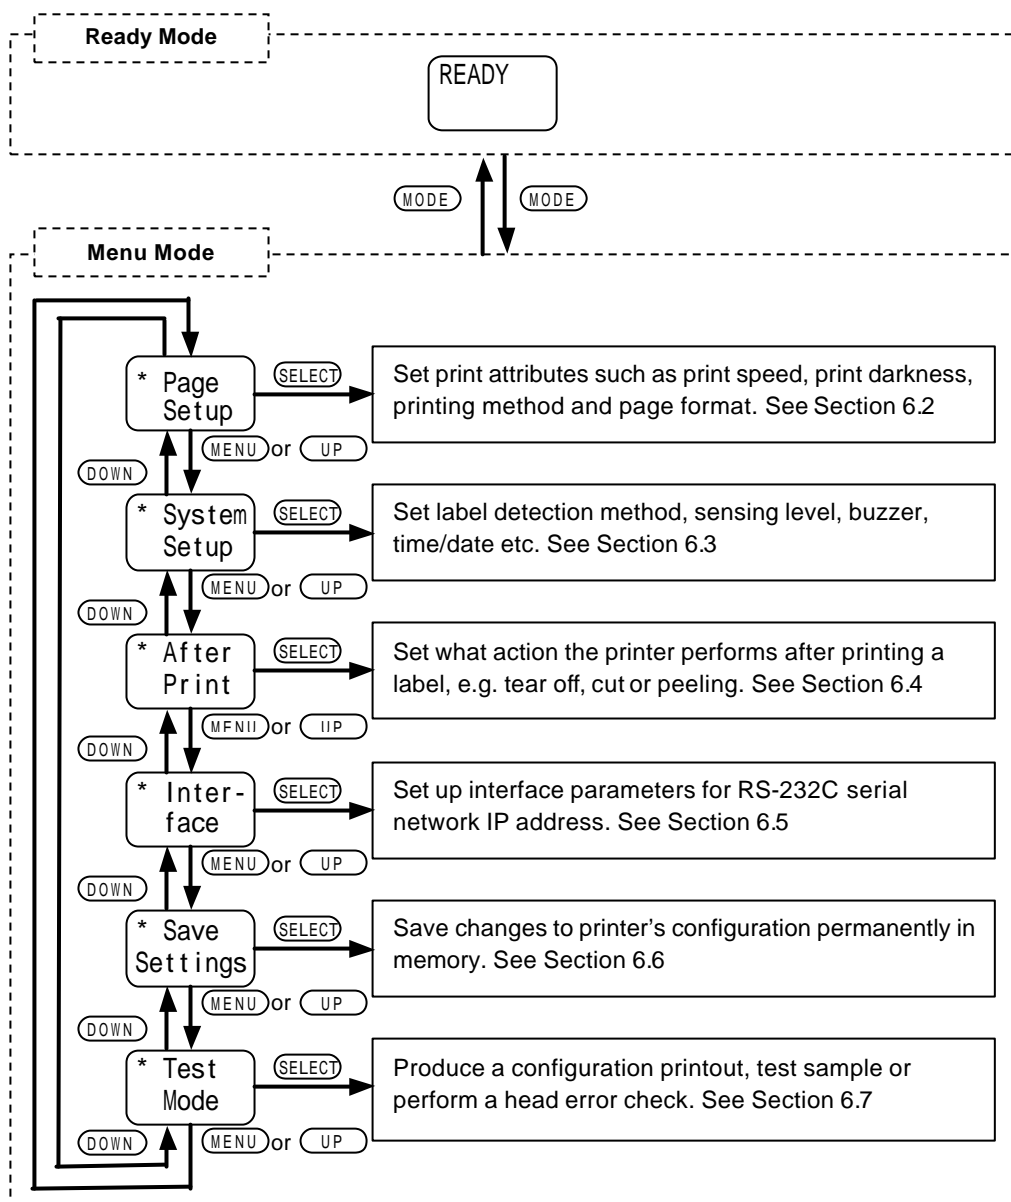 Ready Mode
READY
MODE MODE
Menu Mode
* Page
Setup
SELECT
Set print attributes such as print speed, print darkness,
printing method and page format. See Section 6.2
DOWN MENU or UP
* System
Setup
SELECT
Set label detection method, sensing level, buzzer,
time/date etc. See Section 6.3
DOWN MENU or UP
* After
Print
SELECT
Set what action the printer performs after printing a
label, e.g. tear off, cut or peeling. See Section 6.4
DOWN MENU or UP
* Inter-
face
SELECT
Set up interface parameters for RS-232C serial
network IP address. See Section 6.5
DOWN MENU or UP
* Save
Settings
SELECT
Save changes to printer’s configuration permanently in
memory. See Section 6.6
DOWN MENU or UP
* Test
Mode
SELECT
Produce a configuration printout, test sample or
perform a head error check. See Section 6.7
DOWN MENU or UP